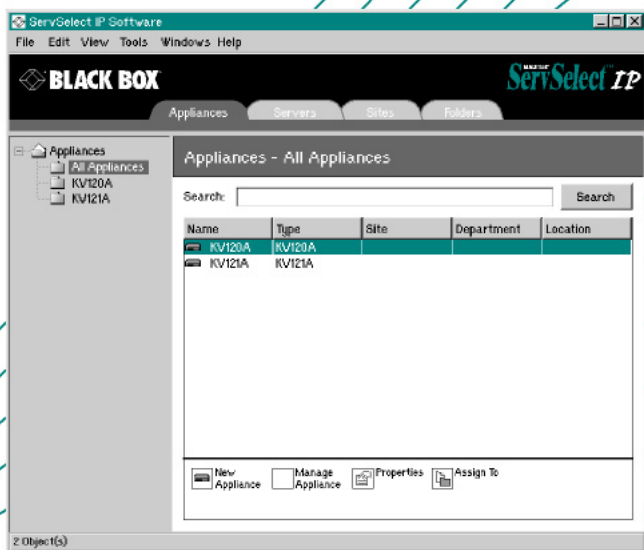 ServSelect IP Software
File Edit View Tools Windows Help
BLACK BOX
ServSelect IP
Appliances Servers Sites Folders
Appliances
All Appliances
KV120A
KV121A
Appliances - All Appliances
Search: Search
Name Type Site Department Location
KV120A KV120A
KV121A KV121A
New Appliance Manage Appliance Properties Assign To
2 Object(s)